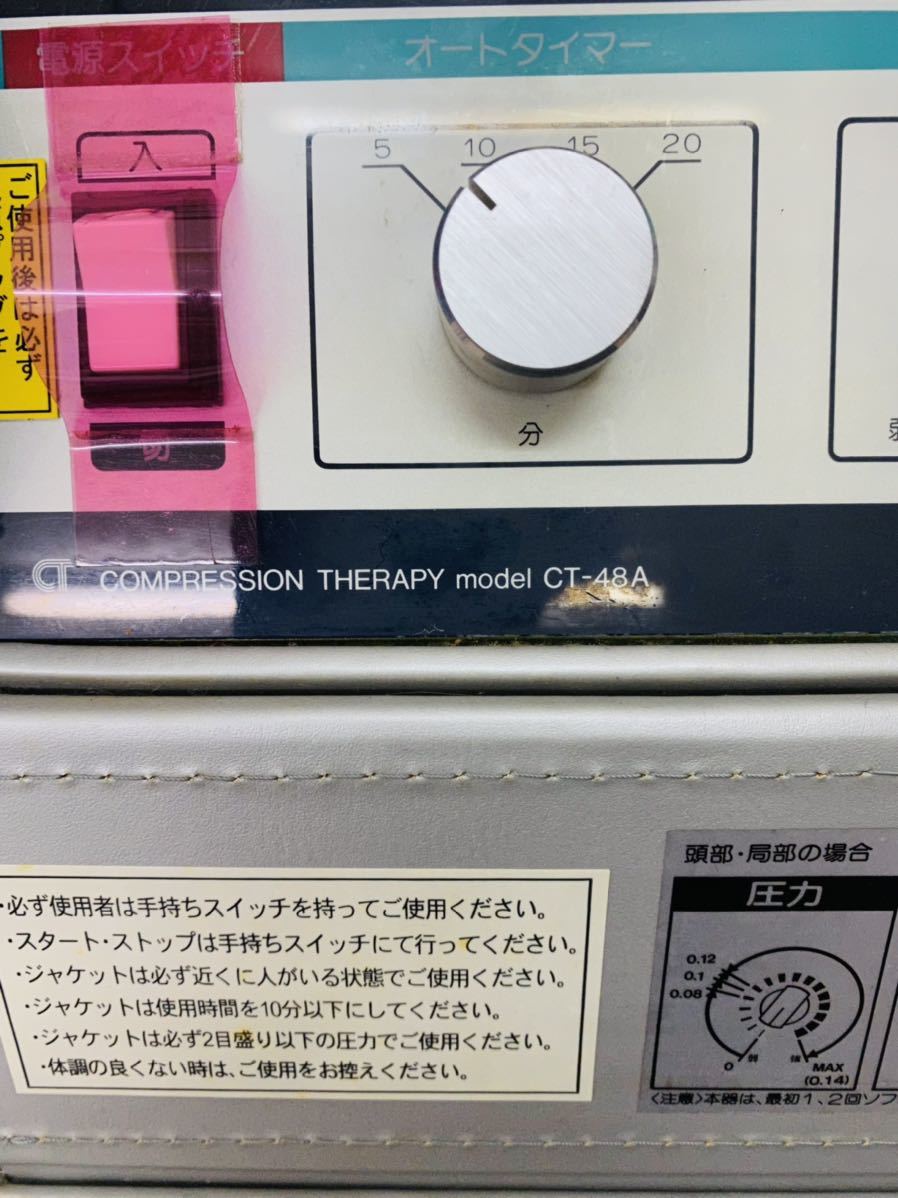 電源スイッチ
オートタイマー
入
5 10 15 20
ご使用後は必ず
切
分
CT COMPRESSION THERAPY model CT-48A
・必ず使用者は手持ちスイッチを持ってご使用ください。
・スタート・ストップは手持ちスイッチにて行ってください。
・ジャケットは必ず近くに人がいる状態でご使用ください。
・ジャケットは使用時間を10分以下にしてください。
・ジャケットは必ず2目盛り以下の圧力でご使用ください。
・体調の良くない時は、ご使用をお控えください。
頭部・局部の場合
圧力
0.12
0.1
0.08
弱 強
0 MAX
(0.14)
〈注意〉本器は、最初1、2回ソフ